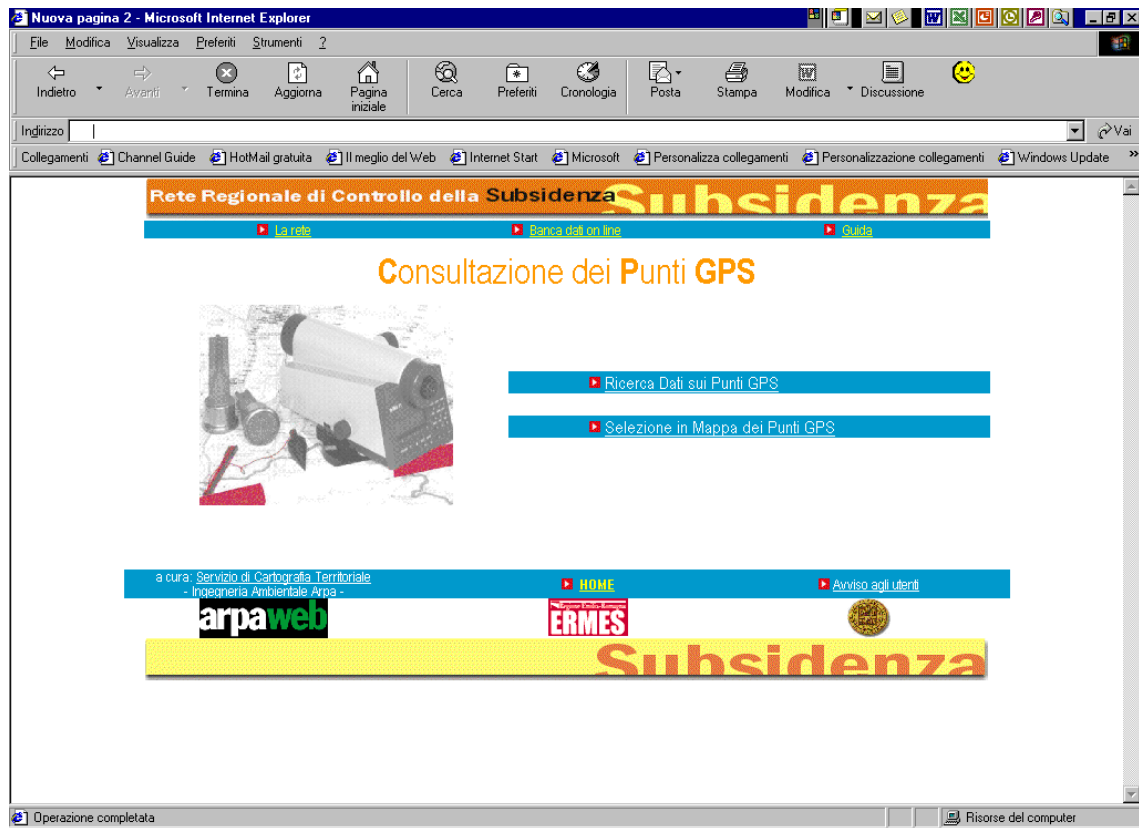 Nuova pagina 2 - Microsoft Internet Explorer
File Modifica Visualizza Preferiti Strumenti ?
Indietro Avanti Termina Aggiorna Pagina iniziale Cerca Preferiti Cronologia Posta Stampa Modifica Discussione
Indirizzo Vai
Collegamenti Channel Guide HotMail gratuita Il meglio del Web Internet Start Microsoft Personalizza collegamenti Personalizzazione collegamenti Windows Update »
Rete Regionale di Controllo della Subsidenza Subsidenza
La rete Banca dati on line Guida
Consultazione dei Punti GPS
Ricerca Dati sui Punti GPS
Selezione in Mappa dei Punti GPS
a cura: Servizio di Cartografia Territoriale
- Ingegneria Ambientale Arpa -
HOME
Avviso agli utenti
arpaweb
Regione Emilia-Romagna
ERMES
Subsidenza
Operazione completata Risorse del computer